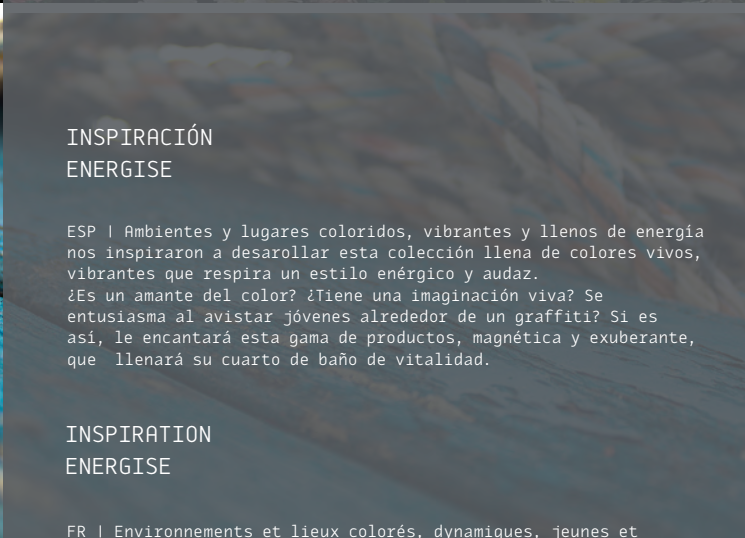 INSPIRACIÓN
ENERGISE
ESP | Ambientes y lugares coloridos, vibrantes y llenos de energía
nos inspiraron a desarollar esta colección llena de colores vivos,
vibrantes que respira un estilo enérgico y audaz.
¿Es un amante del color? ¿Tiene una imaginación viva? Se
entusiasma al avistar jóvenes alrededor de un graffiti? Si es
así, le encantará esta gama de productos, magnética y exuberante,
que  llenará su cuarto de baño de vitalidad.
INSPIRATION
ENERGISE
FR | Environnements et lieux colorés, dynamiques, jeunes et